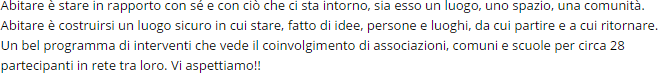 Abitare è stare in rapporto con sé e con ciò che ci sta intorno, sia esso un luogo, uno spazio, una comunità.
Abitare è costruirsi un luogo sicuro in cui stare, fatto di idee, persone e luoghi, da cui partire e a cui ritornare.
Un bel programma di interventi che vede il coinvolgimento di associazioni, comuni e scuole per circa 28
partecipanti in rete tra loro. Vi aspettiamo!!